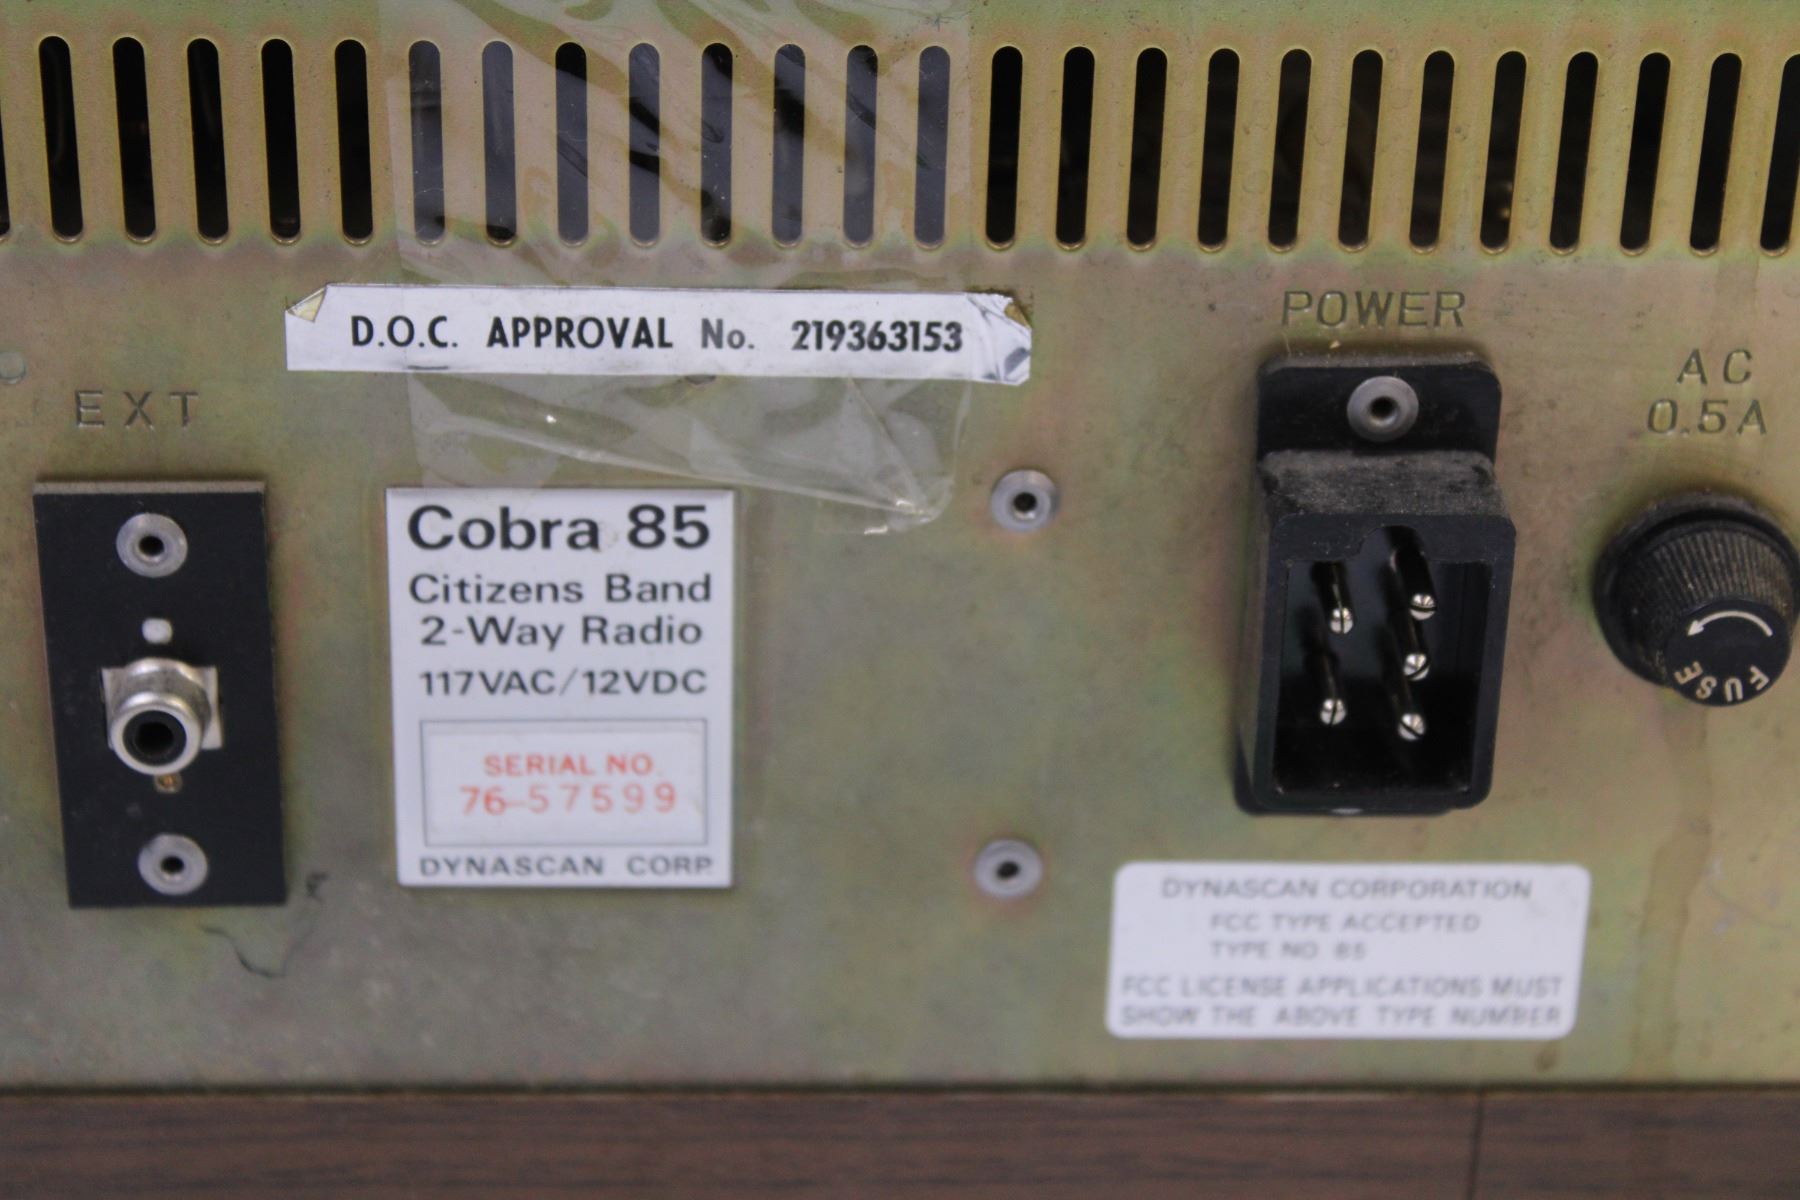 D.O.C. APPROVAL No. 219363153
POWER
AC
0.5A
EXT
Cobra 85
Citizens Band
2-Way Radio
117VAC/12VDC
SERIAL NO.
76-57599
DYNASCAN CORP.
FUSE
DYNASCAN CORPORATION
FCC TYPE ACCEPTED
TYPE NO 85
FCC LICENSE APPLICATIONS MUST
SHOW THE ABOVE TYPE NUMBER